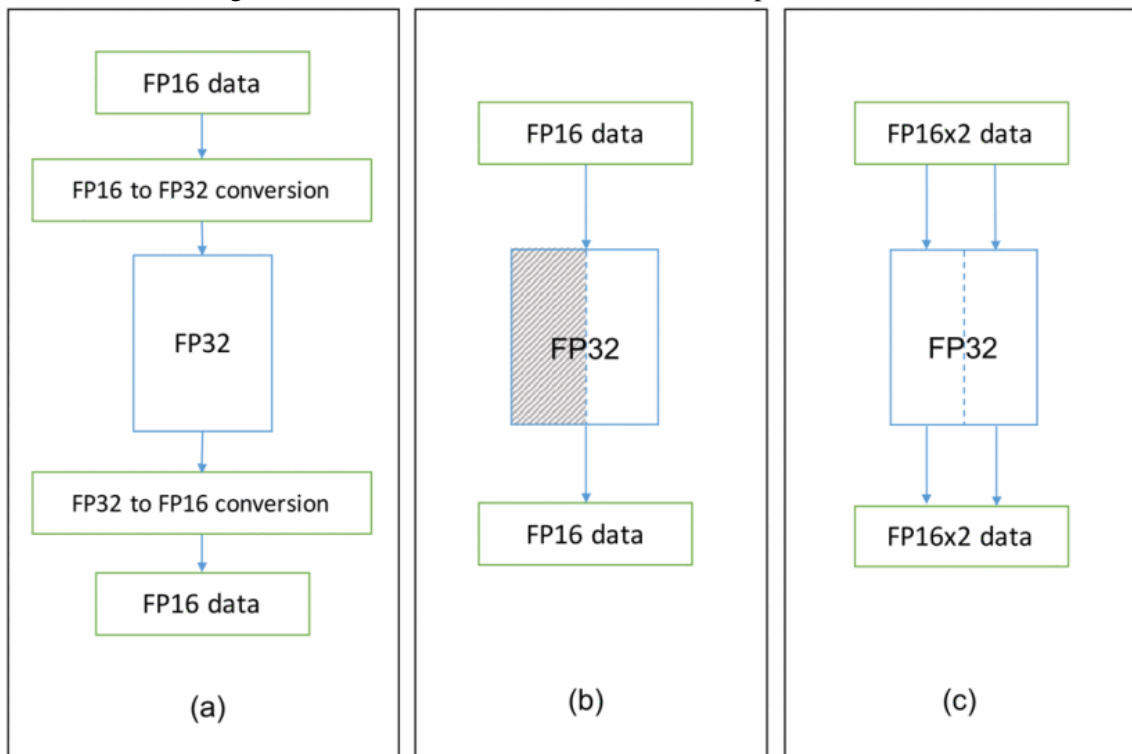 FP16 data
FP16 to FP32 conversion
FP32
FP32 to FP16 conversion
FP16 data
(a)
FP16 data
FP32
FP16 data
(b)
FP16x2 data
FP32
FP16x2 data
(c)